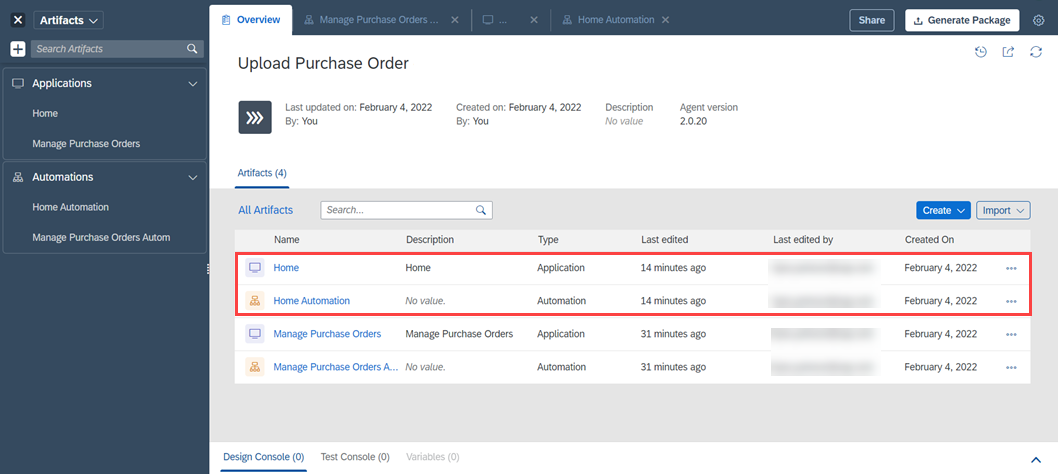 Artifacts
Search Artifacts
Applications
Home
Manage Purchase Orders
Automations
Home Automation
Manage Purchase Orders Autom
Overview
Manage Purchase Orders ...
...
Home Automation
Share
Generate Package
Upload Purchase Order
Last updated on: February 4, 2022
By: You
Created on: February 4, 2022
By: You
Description
No value
Agent version
2.0.20
Artifacts (4)
All Artifacts
Search...
Create
Import
Name Description Type Last edited Last edited by Created On
Home Home Application 14 minutes ago February 4, 2022
Home Automation No value. Automation 14 minutes ago February 4, 2022
Manage Purchase Orders Manage Purchase Orders Application 31 minutes ago February 4, 2022
Manage Purchase Orders A... No value. Automation 31 minutes ago February 4, 2022
Design Console (0) Test Console (0) Variables (0)